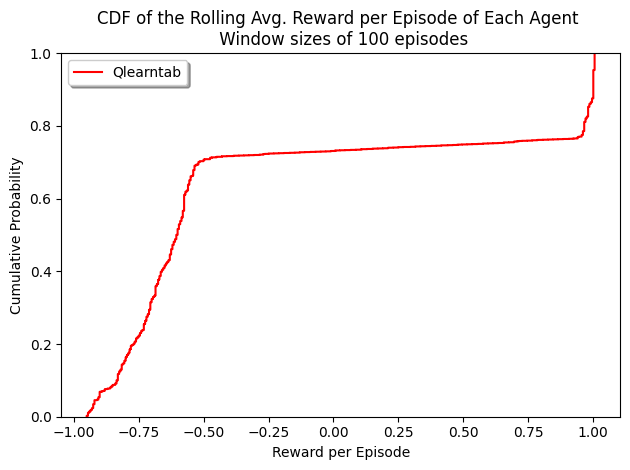 CDF of the Rolling Avg. Reward per Episode of Each Agent
Window sizes of 100 episodes
Qlearntab
Cumulative Probability
1.0
0.8
0.6
0.4
0.2
0.0
−1.00 −0.75 −0.50 −0.25 0.00 0.25 0.50 0.75 1.00
Reward per Episode